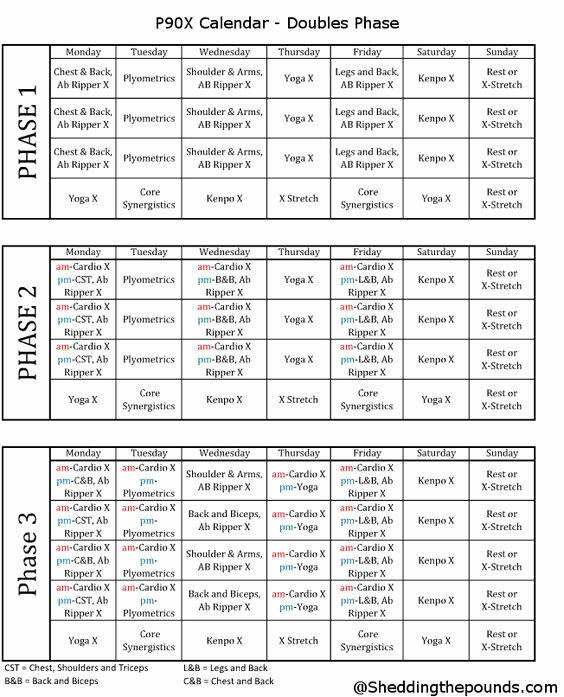 P90X Calendar - Doubles Phase
PHASE 1
Monday Tuesday Wednesday Thursday Friday Saturday Sunday
Chest & Back, Ab Ripper X Plyometrics Shoulder & Arms, AB Ripper X Yoga X Legs and Back, AB Ripper X Kenpo X Rest or X-Stretch
Chest & Back, Ab Ripper X Plyometrics Shoulder & Arms, AB Ripper X Yoga X Legs and Back, AB Ripper X Kenpo X Rest or X-Stretch
Chest & Back, Ab Ripper X Plyometrics Shoulder & Arms, AB Ripper X Yoga X Legs and Back, AB Ripper X Kenpo X Rest or X-Stretch
Yoga X Core Synergistics Kenpo X X Stretch Core Synergistics Yoga X Rest or X-Stretch
PHASE 2
Monday Tuesday Wednesday Thursday Friday Saturday Sunday
am-Cardio X pm-CST, Ab Ripper X Plyometrics am-Cardio X pm-B&B, Ab Ripper X Yoga X am-Cardio X pm-L&B, Ab Ripper X Kenpo X Rest or X-Stretch
am-Cardio X pm-CST, Ab Ripper X Plyometrics am-Cardio X pm-B&B, Ab Ripper X Yoga X am-Cardio X pm-L&B, Ab Ripper X Kenpo X Rest or X-Stretch
am-Cardio X pm-CST, Ab Ripper X Plyometrics am-Cardio X pm-B&B, Ab Ripper X Yoga X am-Cardio X pm-L&B, Ab Ripper X Kenpo X Rest or X-Stretch
Yoga X Core Synergistics Kenpo X X Stretch Core Synergistics Yoga X Rest or X-Stretch
Phase 3
Monday Tuesday Wednesday Thursday Friday Saturday Sunday
am-Cardio X pm-C&B, Ab Ripper X am-Cardio X pm-Plyometrics Shoulder & Arms, AB Ripper X am-Cardio X pm-Yoga am-Cardio X pm-L&B, Ab Ripper X Kenpo X Rest or X-Stretch
am-Cardio X pm-CST, Ab Ripper X am-Cardio X pm-Plyometrics Back and Biceps, Ab Ripper X am-Cardio X pm-Yoga am-Cardio X pm-L&B, Ab Ripper X Kenpo X Rest or X-Stretch
am-Cardio X pm-C&B, Ab Ripper X am-Cardio X pm-Plyometrics Shoulder & Arms, AB Ripper X am-Cardio X pm-Yoga am-Cardio X pm-L&B, Ab Ripper X Kenpo X Rest or X-Stretch
am-Cardio X pm-CST, Ab Ripper X am-Cardio X pm-Plyometrics Back and Biceps, Ab Ripper X am-Cardio X pm-Yoga am-Cardio X pm-L&B, Ab Ripper X Kenpo X Rest or X-Stretch
Yoga X Core Synergistics Kenpo X X Stretch Core Synergistics Yoga X Rest or X-Stretch
CST = Chest, Shoulders and Triceps L&B = Legs and Back
B&B = Back and Biceps C&B = Chest and Back
@Sheddingthepounds.com